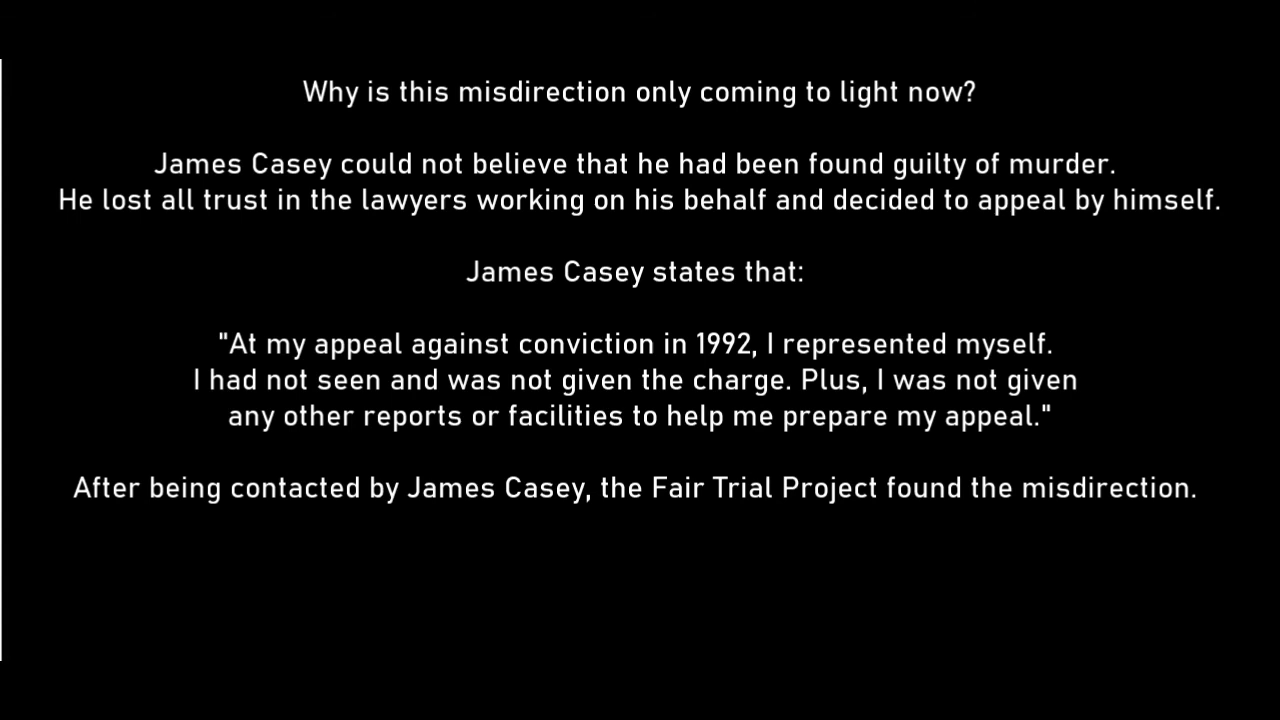 Why is this misdirection only coming to light now?
James Casey could not believe that he had been found guilty of murder.
He lost all trust in the lawyers working on his behalf and decided to appeal by himself.
James Casey states that:
"At my appeal against conviction in 1992, I represented myself.
I had not seen and was not given the charge. Plus, I was not given
any other reports or facilities to help me prepare my appeal."
After being contacted by James Casey, the Fair Trial Project found the misdirection.